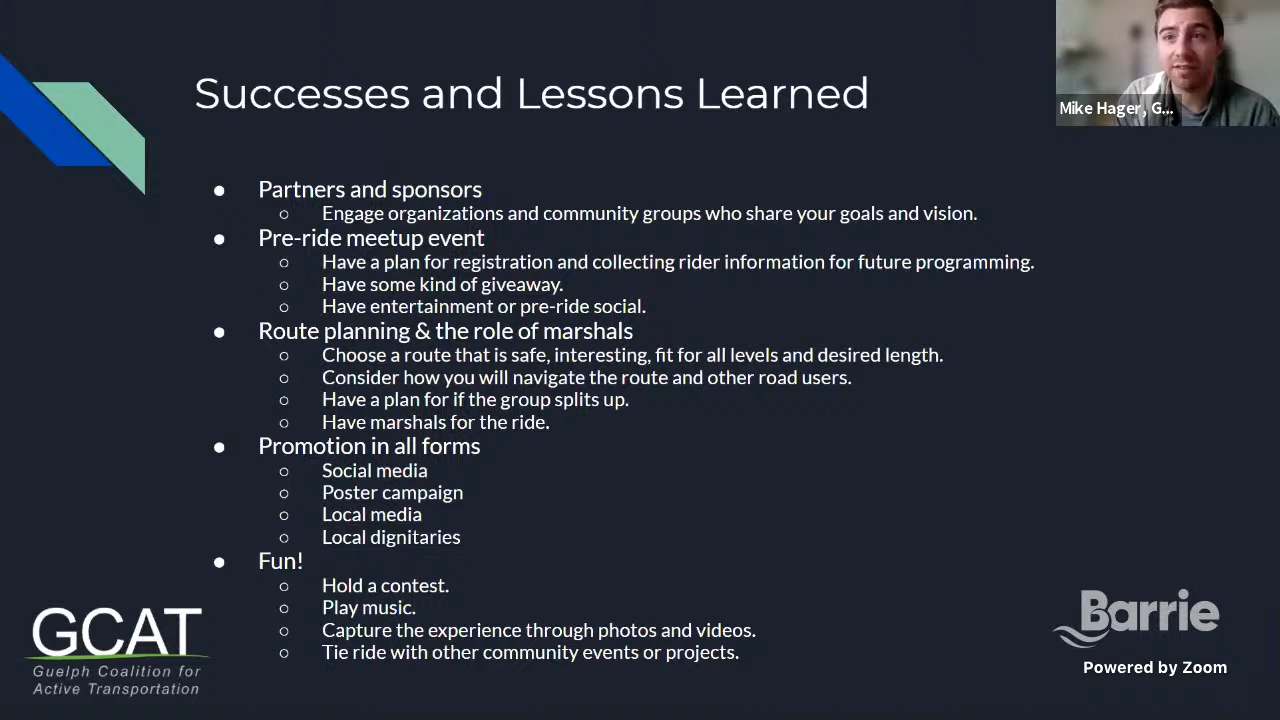 Successes and Lessons Learned
Mike Hager, G...
● Partners and sponsors
○ Engage organizations and community groups who share your goals and vision.
● Pre-ride meetup event
○ Have a plan for registration and collecting rider information for future programming.
○ Have some kind of giveaway.
○ Have entertainment or pre-ride social.
● Route planning & the role of marshals
○ Choose a route that is safe, interesting, fit for all levels and desired length.
○ Consider how you will navigate the route and other road users.
○ Have a plan for if the group splits up.
○ Have marshals for the ride.
● Promotion in all forms
○ Social media
○ Poster campaign
○ Local media
○ Local dignitaries
● Fun!
○ Hold a contest.
○ Play music.
○ Capture the experience through photos and videos.
○ Tie ride with other community events or projects.
GCAT
Guelph Coalition for
Active Transportation
Barrie
Powered by Zoom